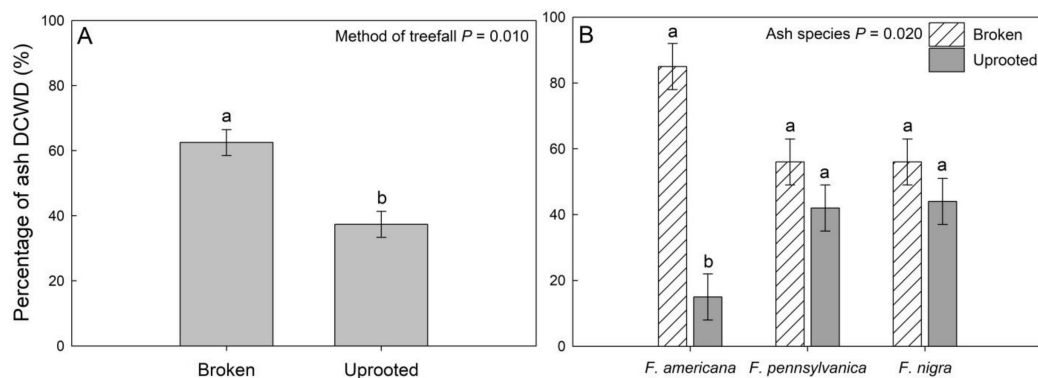 Percentage of ash DCWD (%)
100
80
60
40
20
0
A
Method of treefall P = 0.010
a
b
Broken
Uprooted
100
80
60
40
20
0
B
Ash species P = 0.020
Broken
Uprooted
a
b
a
a
a
a
F. americana
F. pennsylvanica
F. nigra